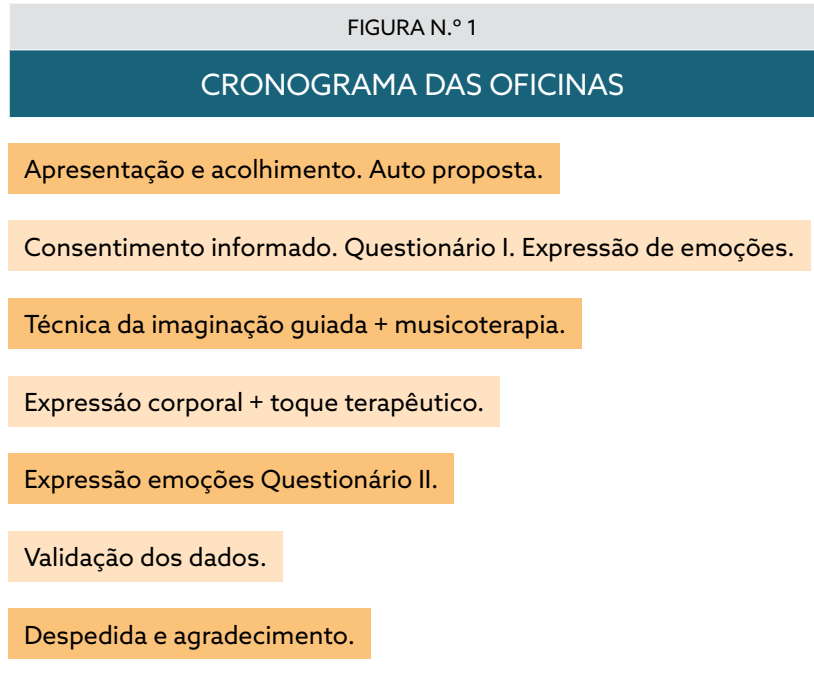 FIGURA N.º 1
CRONOGRAMA DAS OFICINAS
Apresentação e acolhimento. Auto proposta.
Consentimento informado. Questionário I. Expressão de emoções.
Técnica da imaginação guiada + musicoterapia.
Expressáo corporal + toque terapêutico.
Expressão emoções Questionário II.
Validação dos dados.
Despedida e agradecimento.